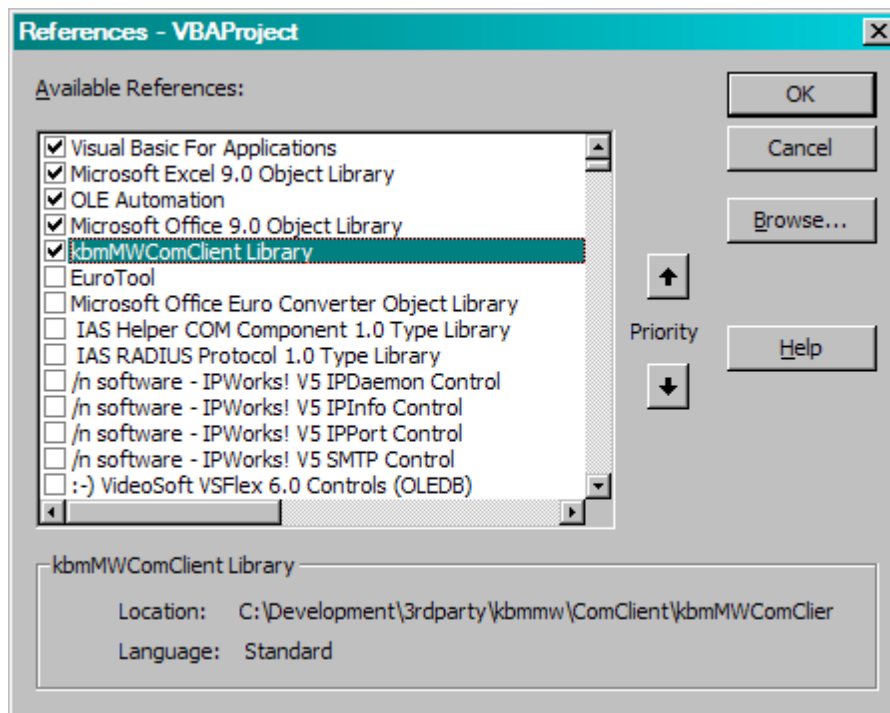 References - VBAProject
Available References:
Visual Basic For Applications
Microsoft Excel 9.0 Object Library
OLE Automation
Microsoft Office 9.0 Object Library
kbmMWComClient Library
EuroTool
Microsoft Office Euro Converter Object Library
IAS Helper COM Component 1.0 Type Library
IAS RADIUS Protocol 1.0 Type Library
/n software - IPWorks! V5 IPDaemon Control
/n software - IPWorks! V5 IPInfo Control
/n software - IPWorks! V5 IPPort Control
/n software - IPWorks! V5 SMTP Control
:-) VideoSoft VSFlex 6.0 Controls (OLEDB)
OK
Cancel
Browse...
Priority
Help
kbmMWComClient Library
Location: C:\Development\3rdparty\kbmmw\ComClient\kbmMWComClier
Language: Standard